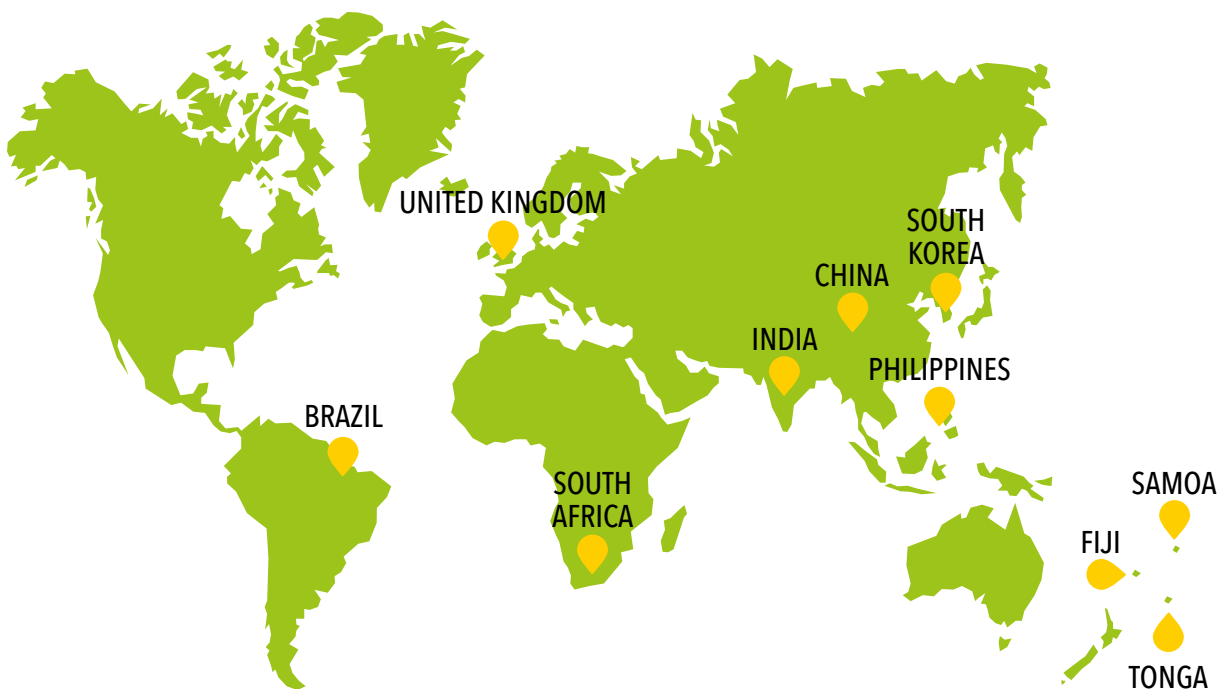 UNITED KINGDOM
SOUTH
KOREA
CHINA
INDIA
PHILIPPINES
BRAZIL
SOUTH
AFRICA
SAMOA
FIJI
TONGA